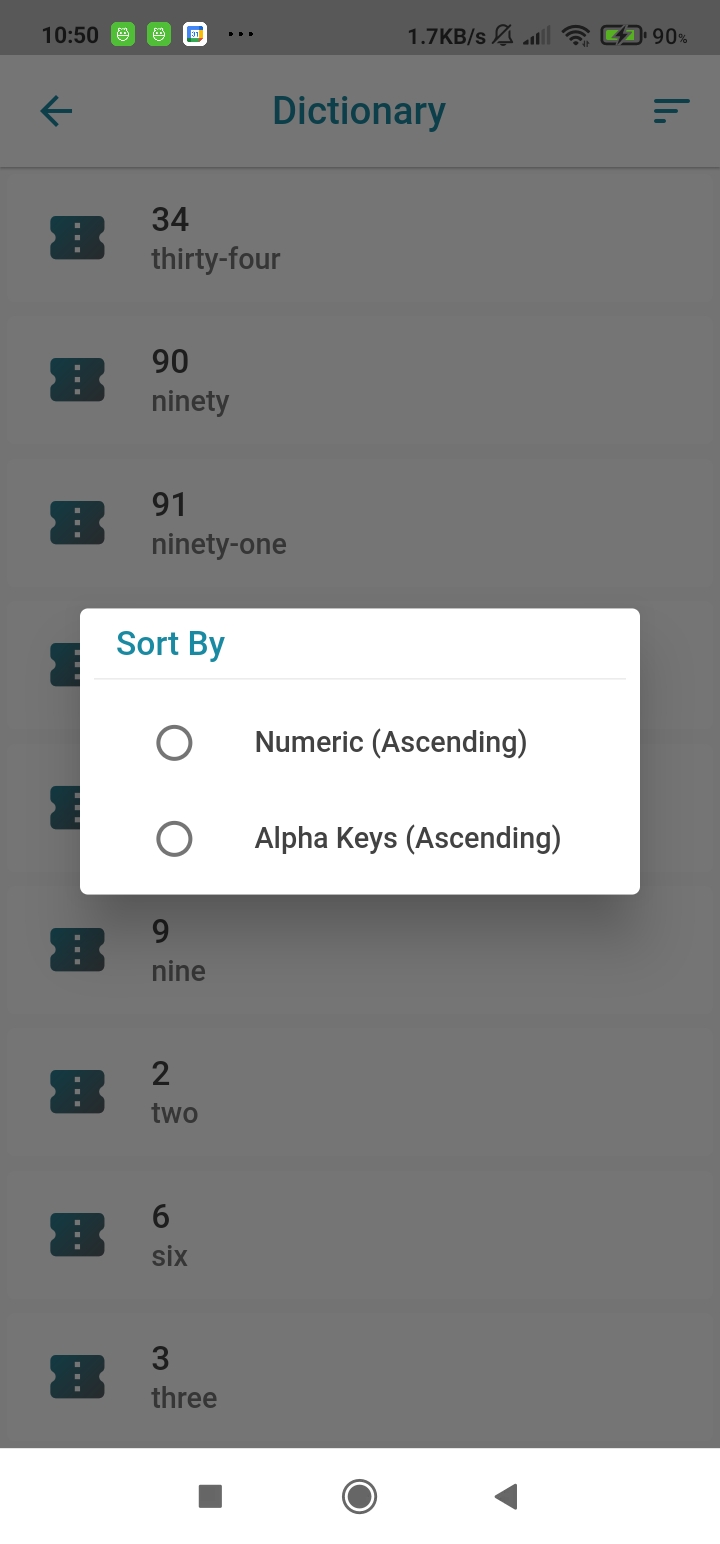 10:50 31 1.7KB/s 90%
Dictionary
34
thirty-four
90
ninety
91
ninety-one
Sort By
Numeric (Ascending)
Alpha Keys (Ascending)
9
nine
2
two
6
six
3
three